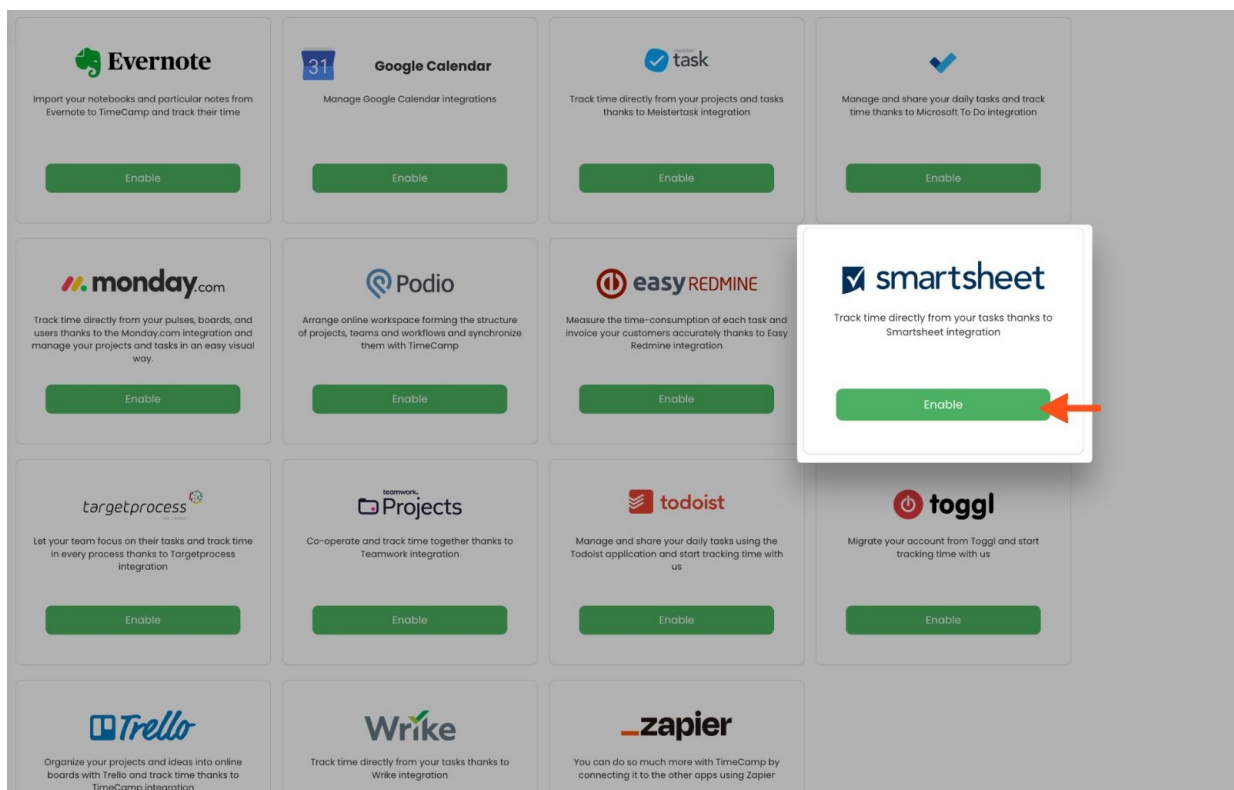 Evernote
Import your notebooks and particular notes from
Evernote to TimeCamp and track their time
Enable
31
Google Calendar
Manage Google Calendar integrations
Enable
meister
task
Track time directly from your projects and tasks
thanks to Meistertask integration
Enable
Manage and share your daily tasks and track
time thanks to Microsoft To Do integration
Enable
monday.com
Track time directly from your pulses, boards, and
users thanks to the Monday.com integration and
manage your projects and tasks in an easy visual
way.
Enable
Podio
Arrange online workspace forming the structure
of projects, teams and workflows and synchronize
them with TimeCamp
Enable
easy REDMINE
Measure the time-consumption of each task and
invoice your customers accurately thanks to Easy
Redmine integration
Enable
smartsheet
Track time directly from your tasks thanks to
Smartsheet integration
Enable
targetprocess
Let your team focus on their tasks and track time
in every process thanks to Targetprocess
integration
Enable
teamwork.
Projects
Co-operate and track time together thanks to
Teamwork integration
Enable
todoist
Manage and share your daily tasks using the
Todoist application and start tracking time with
us
Enable
toggl
Migrate your account from Toggl and start
tracking time with us
Enable
Trello
Organize your projects and ideas into online
boards with Trello and track time thanks to
TimeCamp integration
Wrike
Track time directly from your tasks thanks to
Wrike integration
_zapier
You can do so much more with TimeCamp by
connecting it to the other apps using Zapier